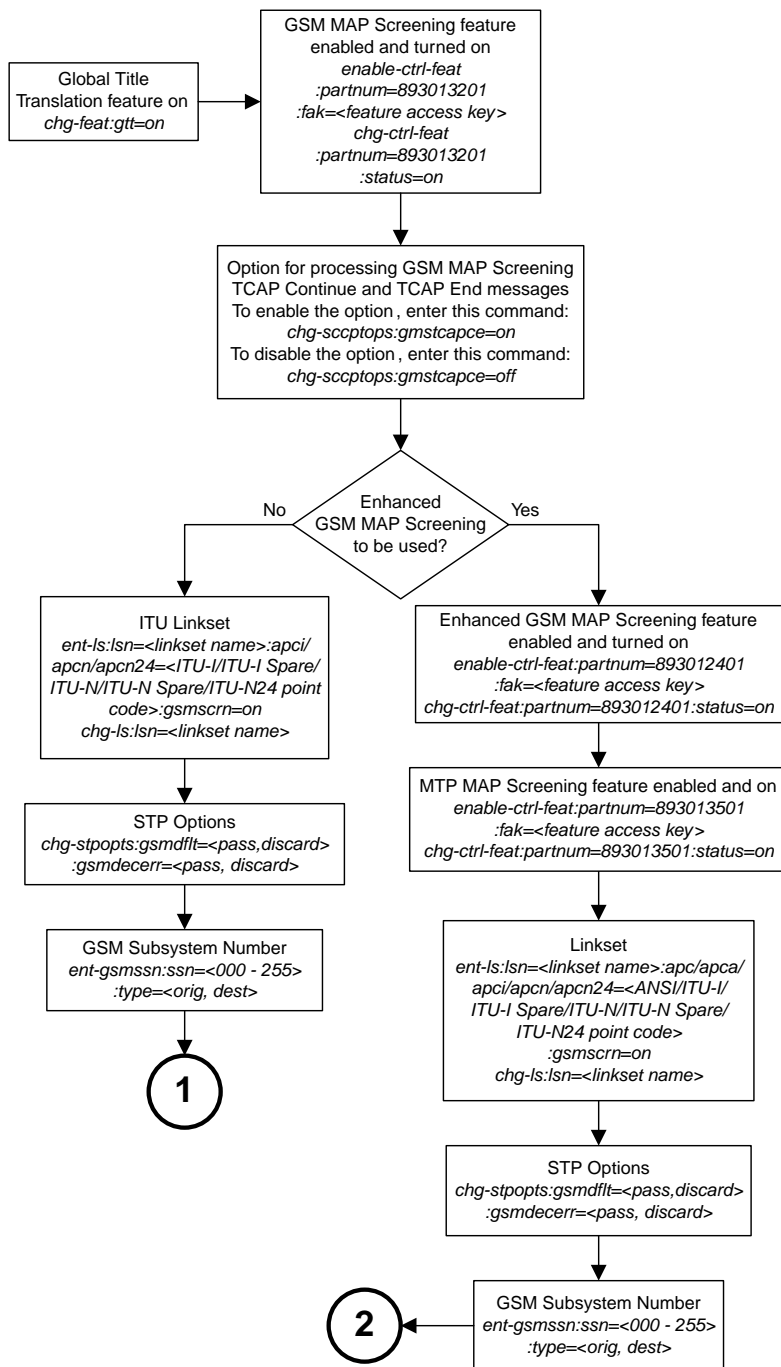 Global Title
Translation feature on
chg-feat:gtt=on
GSM MAP Screening feature
enabled and turned on
enable-ctrl-feat
:partnum=893013201
:fak=<feature access key>
chg-ctrl-feat
:partnum=893013201
:status=on
Option for processing GSM MAP Screening
TCAP Continue and TCAP End messages
To enable the option, enter this command:
chg-sccptops:gmstcapce=on
To disable the option, enter this command:
chg-sccptops:gmstcapce=off
Enhanced
GSM MAP Screening
to be used?
No
Yes
ITU Linkset
ent-ls:lsn=<linkset name>:apci/
apcn/apcn24=<ITU-I/ITU-I Spare/
ITU-N/ITU-N Spare/ITU-N24 point
code>:gsmscrn=on
chg-ls:lsn=<linkset name>
STP Options
chg-stpopts:gsmdflt=<pass,discard>
:gsmdecerr=<pass, discard>
GSM Subsystem Number
ent-gsmssn:ssn=<000 - 255>
:type=<orig, dest>
1
Enhanced GSM MAP Screening feature
enabled and turned on
enable-ctrl-feat:partnum=893012401
:fak=<feature access key>
chg-ctrl-feat:partnum=893012401:status=on
MTP MAP Screening feature enabled and on
enable-ctrl-feat:partnum=893013501
:fak=<feature access key>
chg-ctrl-feat:partnum=893013501:status=on
Linkset
ent-ls:lsn=<linkset name>:apc/apca/
apci/apcn/apcn24=<ANSI/ITU-I/
ITU-I Spare/ITU-N/ITU-N Spare/
ITU-N24 point code>
:gsmscrn=on
chg-ls:lsn=<linkset name>
STP Options
chg-stpopts:gsmdflt=<pass,discard>
:gsmdecerr=<pass, discard>
GSM Subsystem Number
ent-gsmssn:ssn=<000 - 255>
:type=<orig, dest>
2